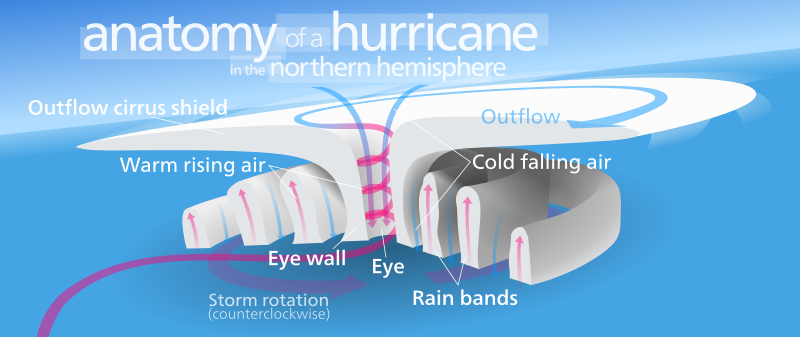 anatomy of a hurricane
in the northern hemisphere
Outflow cirrus shield
Outflow
Warm rising air
Cold falling air
Eye wall
Eye
Rain bands
Storm rotation
(counterclockwise)